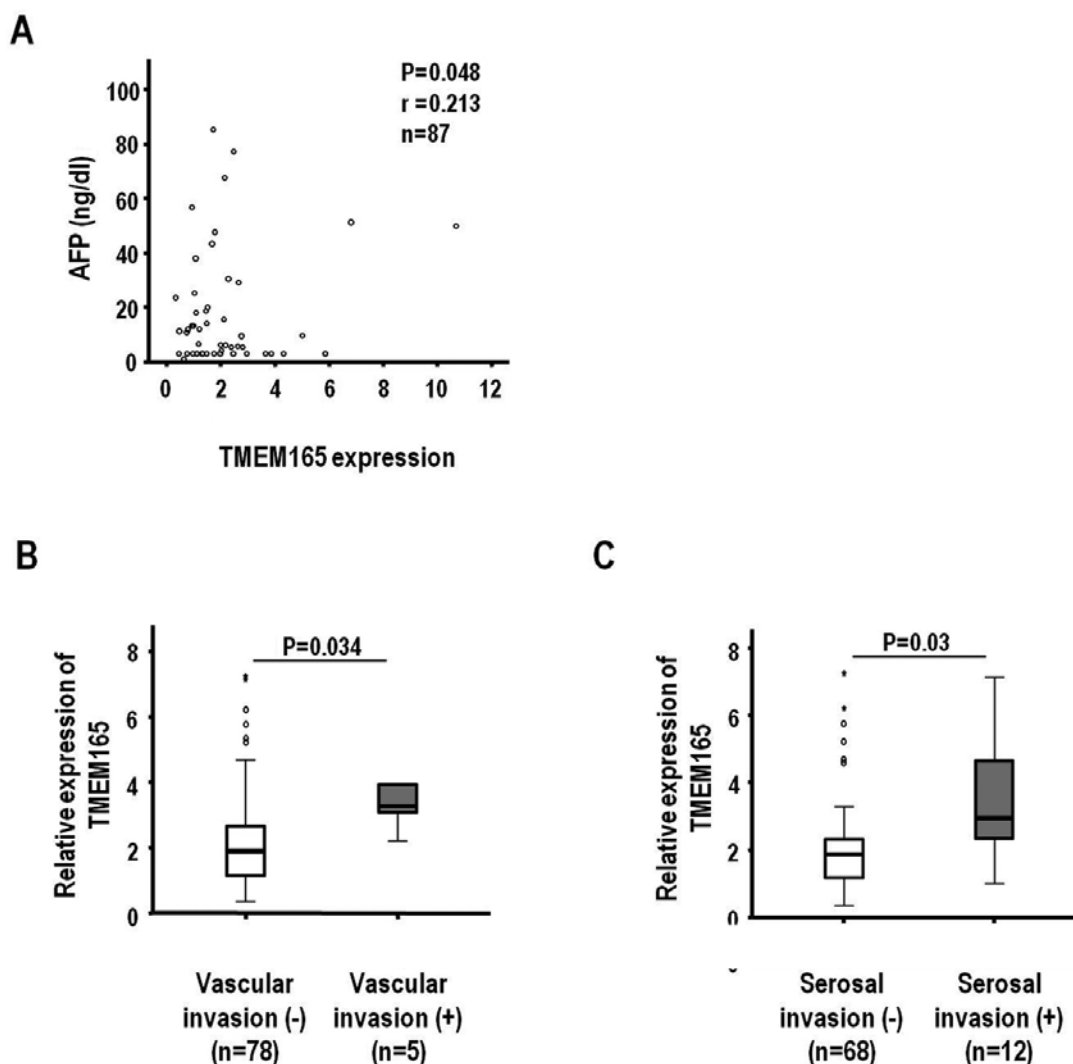 A
P=0.048
r =0.213
n=87
100
80
60
40
20
0
AFP (ng/dl)
0 2 4 6 8 10 12
TMEM165 expression
B
P=0.034
8
6
4
2
0
Relative expression of
TMEM165
Vascular Vascular
invasion (-) invasion (+)
(n=78) (n=5)
C
P=0.03
8
6
4
2
0
Relative expression of
TMEM165
Serosal Serosal
invasion (-) invasion (+)
(n=68) (n=12)